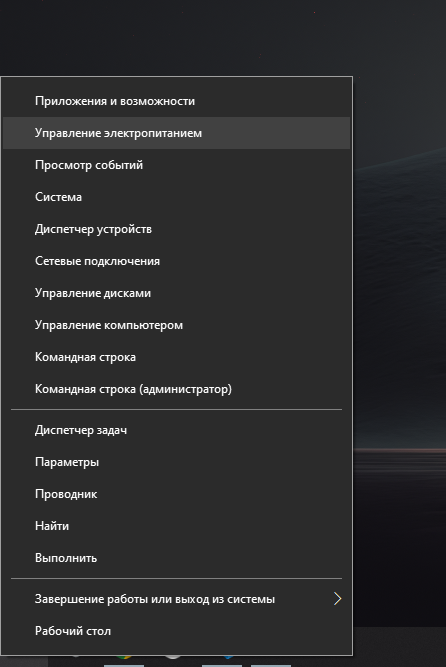 Приложения и возможности
Управление электропитанием
Просмотр событий
Система
Диспетчер устройств
Сетевые подключения
Управление дисками
Управление компьютером
Командная строка
Командная строка (администратор)
Диспетчер задач
Параметры
Проводник
Найти
Выполнить
Завершение работы или выход из системы
Рабочий стол